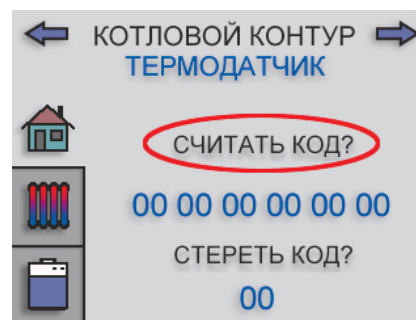 КОТЛОВОЙ КОНТУР
ТЕРМОДАТЧИК
СЧИТАТЬ КОД?
00 00 00 00 00 00
СТЕРЕТЬ КОД?
00